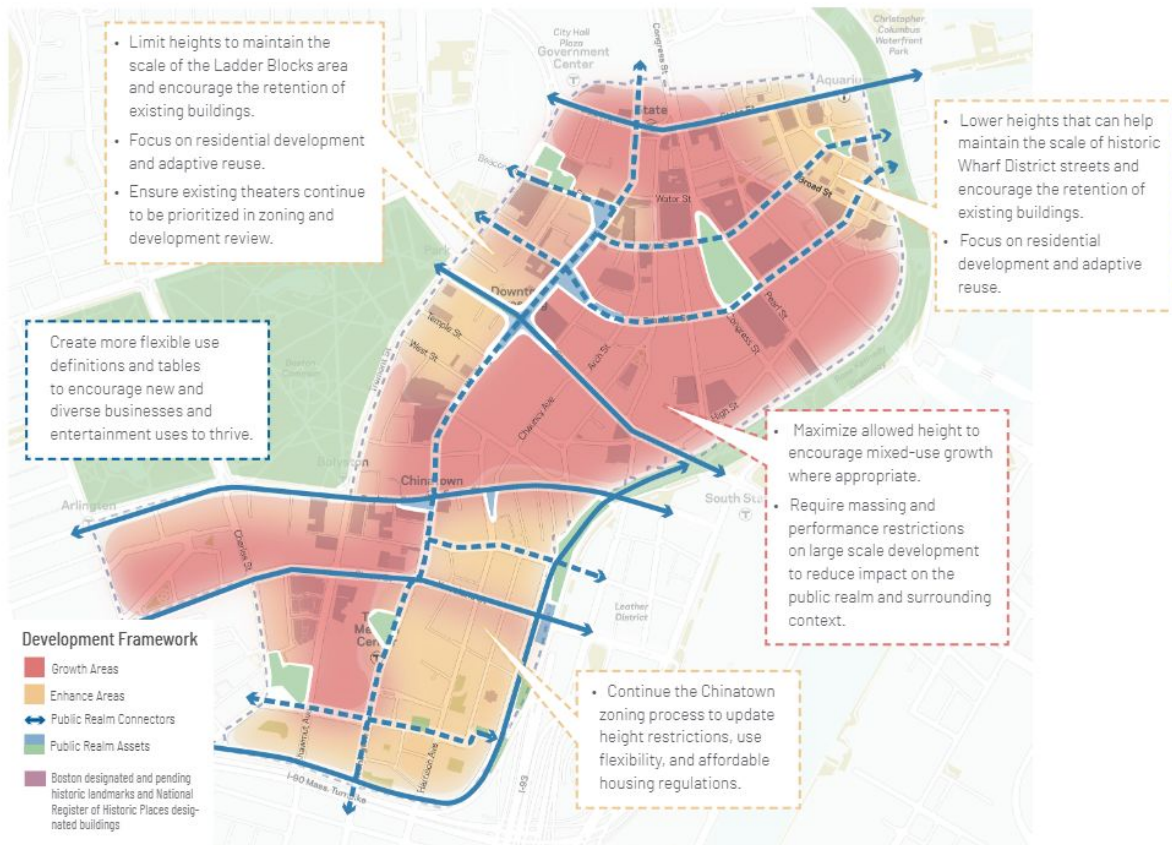 • Limit heights to maintain the
scale of the Ladder Blocks area
and encourage the retention of
existing buildings.
• Focus on residential development
and adaptive reuse.
• Ensure existing theaters continue
to be prioritized in zoning and
development review.
City Hall
Plaza
Government
Center
T
Congress St
Christopher
Columbus
Waterfront
Park
Aquarium
State
• Lower heights that can help
maintain the scale of historic
Wharf District streets and
encourage the retention of
existing buildings.
• Focus on residential
development and adaptive
reuse.
Water St
Broad St
Park
Temple St
West St
Tremont St
Pearl St
Congress St
Arch St
Chauncy Ave
High St
Create more flexible use
definitions and tables
to encourage new and
diverse businesses and
entertainment uses to thrive.
Boylston
Chinatown
Arlington
T
Charles St
South Sta
T
• Maximize allowed height to
encourage mixed-use growth
where appropriate.
• Require massing and
performance restrictions
on large scale development
to reduce impact on the
public realm and surrounding
context.
Leather
District
Development Framework
Growth Areas
Enhance Areas
Public Realm Connectors
Public Realm Assets
Boston designated and pending
historic landmarks and National
Register of Historic Places desig-
nated buildings
• Continue the Chinatown
zoning process to update
height restrictions, use
flexibility, and affordable
housing regulations.
Harrison Ave
I-93
I-90 Mass. Turnpike